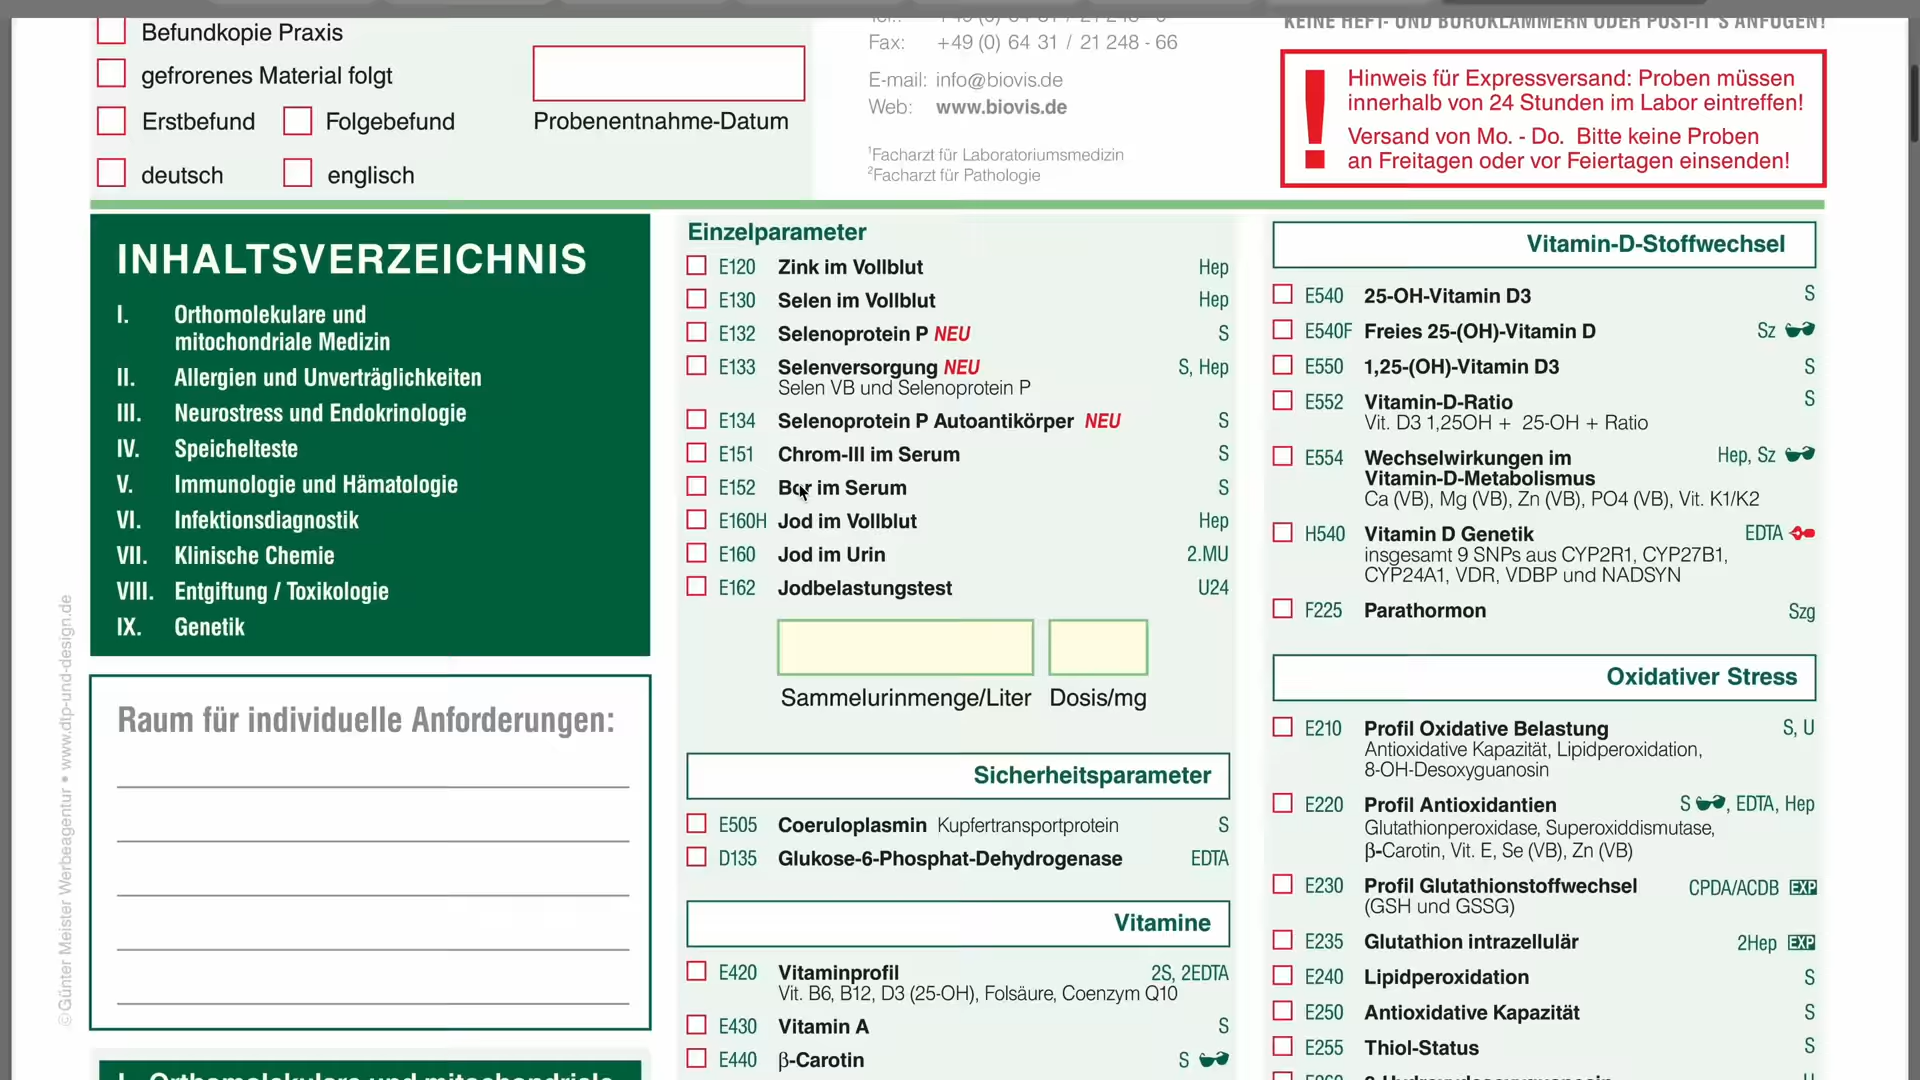 Befundkopie Praxis
gefrorenes Material folgt
Erstbefund
Folgebefund
deutsch
englisch
Probenentnahme-Datum
Fax: +49 (0) 64 31 / 21 248 - 66
E-mail: info@biovis.de
Web: www.biovis.de
¹Facharzt für Laboratoriumsmedizin
²Facharzt für Pathologie
KEINE HEFT- UND BÜROKLAMMERN ODER POST-IT'S ANFÜGEN!
! Hinweis für Expressversand: Proben müssen
innerhalb von 24 Stunden im Labor eintreffen!
Versand von Mo. - Do. Bitte keine Proben
an Freitagen oder vor Feiertagen einsenden!
INHALTSVERZEICHNIS
I. Orthomolekulare und
mitochondriale Medizin
II. Allergien und Unverträglichkeiten
III. Neurostress und Endokrinologie
IV. Speichelteste
V. Immunologie und Hämatologie
VI. Infektionsdiagnostik
VII. Klinische Chemie
VIII. Entgiftung / Toxikologie
IX. Genetik
Raum für individuelle Anforderungen:
©Günter Meister Werbeagentur • www.dtp-und-design.de
I. Orthomolekulare und mitochondriale
Einzelparameter
E120 Zink im Vollblut Hep
E130 Selen im Vollblut Hep
E132 Selenoprotein P NEU S
E133 Selenversorgung NEU S, Hep
Selen VB und Selenoprotein P
E134 Selenoprotein P Autoantikörper NEU S
E151 Chrom-III im Serum S
E152 Bor im Serum S
E160H Jod im Vollblut Hep
E160 Jod im Urin 2.MU
E162 Jodbelastungstest U24
Sammelurinmenge/Liter Dosis/mg
Sicherheitsparameter
E505 Coeruloplasmin Kupfertransportprotein S
D135 Glukose-6-Phosphat-Dehydrogenase EDTA
Vitamine
E420 Vitaminprofil 2S, 2EDTA
Vit. B6, B12, D3 (25-OH), Folsäure, Coenzym Q10
E430 Vitamin A S
E440 β-Carotin S
Vitamin-D-Stoffwechsel
E540 25-OH-Vitamin D3 S
E540F Freies 25-(OH)-Vitamin D Sz
E550 1,25-(OH)-Vitamin D3 S
E552 Vitamin-D-Ratio S
Vit. D3 1,25OH + 25-OH + Ratio
E554 Wechselwirkungen im Hep, Sz
Vitamin-D-Metabolismus
Ca (VB), Mg (VB), Zn (VB), PO4 (VB), Vit. K1/K2
H540 Vitamin D Genetik EDTA
insgesamt 9 SNPs aus CYP2R1, CYP27B1,
CYP24A1, VDR, VDBP und NADSYN
F225 Parathormon Szg
Oxidativer Stress
E210 Profil Oxidative Belastung S, U
Antioxidative Kapazität, Lipidperoxidation,
8-OH-Desoxyguanosin
E220 Profil Antioxidantien S , EDTA, Hep
Glutathionperoxidase, Superoxiddismutase,
β-Carotin, Vit. E, Se (VB), Zn (VB)
E230 Profil Glutathionstoffwechsel CPDA/ACDB EXP
(GSH und GSSG)
E235 Glutathion intrazellulär 2Hep EXP
E240 Lipidperoxidation S
E250 Antioxidative Kapazität S
E255 Thiol-Status S